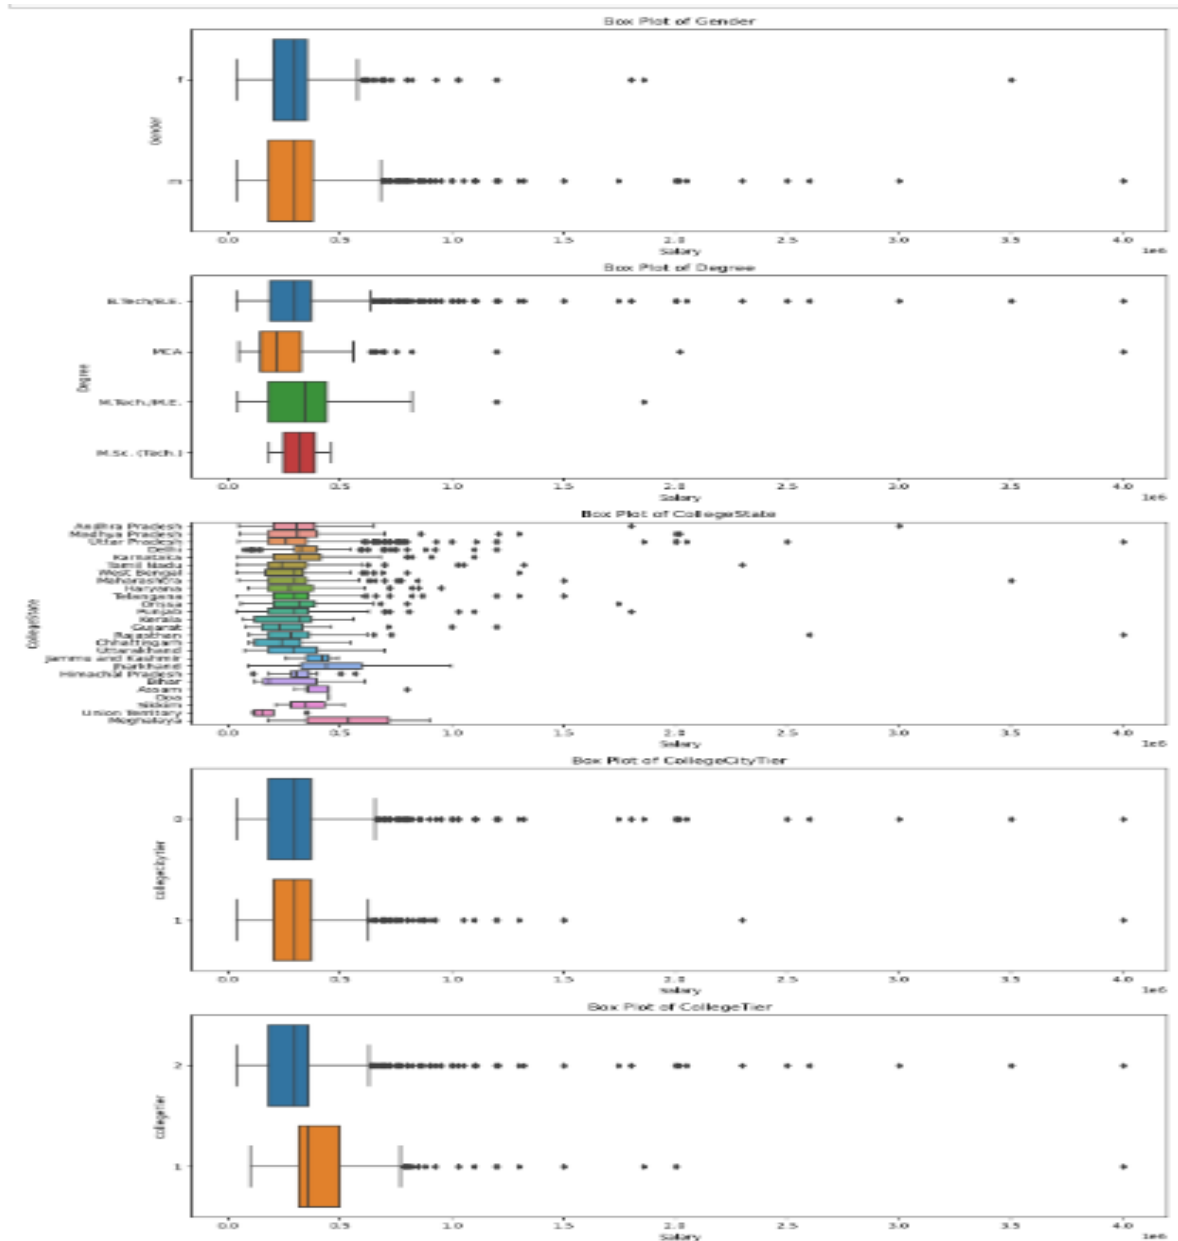 Box Plot of Gender
f
Gender
m
0.0 0.5 1.0 1.5 2.0 2.5 3.0 3.5 4.0
Salary
1e6
Box Plot of Degree
B.Tech/B.E.
MCA
Degree
M.Tech./M.E.
M.Sc. (Tech.)
0.0 0.5 1.0 1.5 2.0 2.5 3.0 3.5 4.0
Salary
1e6
Box Plot of CollegeState
Andhra Pradesh
Madhya Pradesh
Uttar Pradesh
Delhi
Karnataka
Tamil Nadu
West Bengal
Maharashtra
Haryana
Telangana
Orissa
Punjab
CollegeState
Kerala
Gujarat
Rajasthan
Chhattisgarh
Uttarakhand
Jammu and Kashmir
Jharkhand
Himachal Pradesh
Bihar
Assam
Goa
Sikkim
Union Territory
Meghalaya
0.0 0.5 1.0 1.5 2.0 2.5 3.0 3.5 4.0
Salary
1e6
Box Plot of CollegeCityTier
0
CollegeCityTier
1
0.0 0.5 1.0 1.5 2.0 2.5 3.0 3.5 4.0
Salary
1e6
Box Plot of CollegeTier
2
CollegeTier
1
0.0 0.5 1.0 1.5 2.0 2.5 3.0 3.5 4.0
Salary
1e6